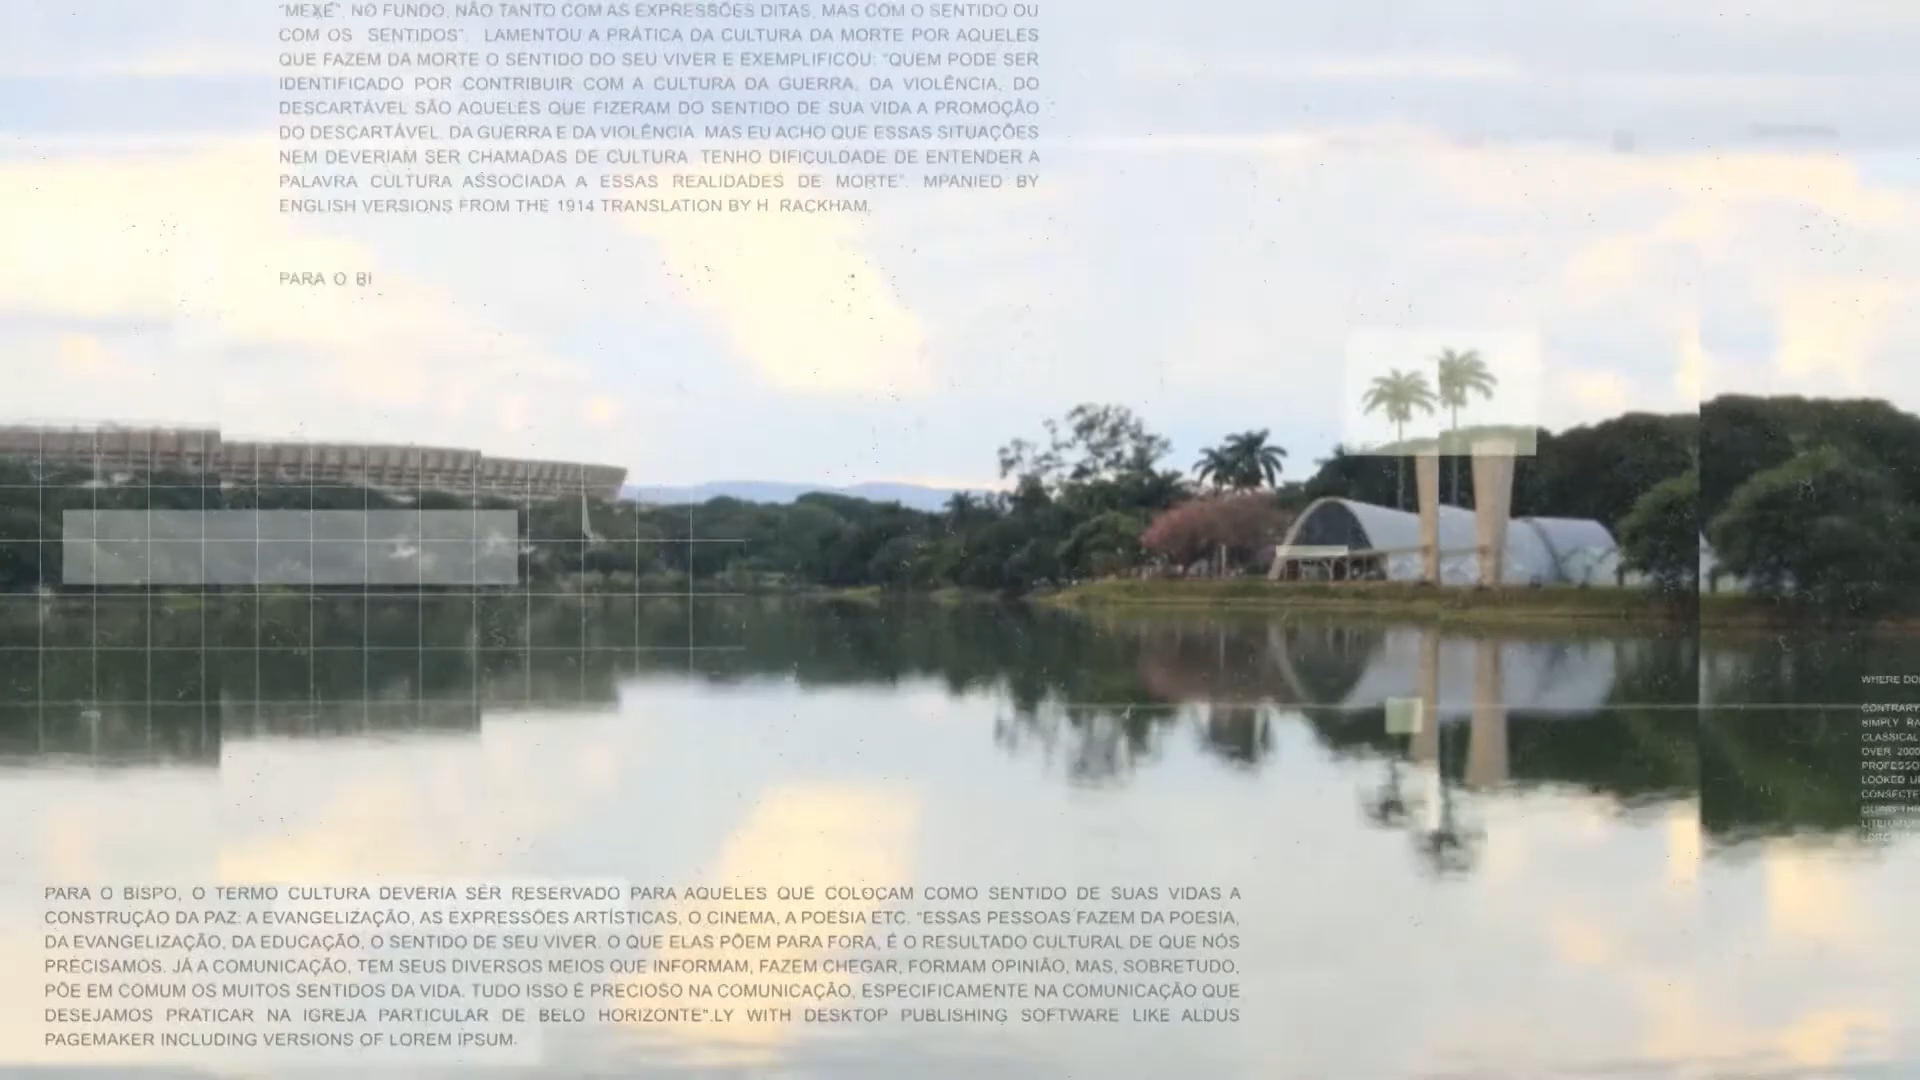 "MEXE". NO FUNDO, NÃO TANTO COM AS EXPRESSÕES DITAS, MAS COM O SENTIDO OU
COM OS SENTIDOS". LAMENTOU A PRÁTICA DA CULTURA DA MORTE POR AQUELES
QUE FAZEM DA MORTE O SENTIDO DO SEU VIVER E EXEMPLIFICOU: "QUEM PODE SER
IDENTIFICADO POR CONTRIBUIR COM A CULTURA DA GUERRA, DA VIOLÊNCIA, DO
DESCARTÁVEL SÃO AQUELES QUE FIZERAM DO SENTIDO DE SUA VIDA A PROMOÇÃO
DO DESCARTÁVEL, DA GUERRA E DA VIOLÊNCIA. MAS EU ACHO QUE ESSAS SITUAÇÕES
NEM DEVERIAM SER CHAMADAS DE CULTURA. TENHO DIFICULDADE DE ENTENDER A
PALAVRA CULTURA ASSOCIADA A ESSAS REALIDADES DE MORTE". MPANIED BY
ENGLISH VERSIONS FROM THE 1914 TRANSLATION BY H. RACKHAM.
PARA O BI
WHERE DO
CONTRARY
SIMPLY RA
CLASSICAL
OVER 2000
PROFESSO
LOOKED U
CONSECTE
PARA O BISPO, O TERMO CULTURA DEVERIA SER RESERVADO PARA AQUELES QUE COLOCAM COMO SENTIDO DE SUAS VIDAS A
CONSTRUÇÃO DA PAZ: A EVANGELIZAÇÃO, AS EXPRESSÕES ARTÍSTICAS, O CINEMA, A POESIA ETC. "ESSAS PESSOAS FAZEM DA POESIA,
DA EVANGELIZAÇÃO, DA EDUCAÇÃO, O SENTIDO DE SEU VIVER. O QUE ELAS PÕEM PARA FORA, É O RESULTADO CULTURAL DE QUE NÓS
PRECISAMOS. JÁ A COMUNICAÇÃO, TEM SEUS DIVERSOS MEIOS QUE INFORMAM, FAZEM CHEGAR, FORMAM OPINIÃO, MAS, SOBRETUDO,
PÕE EM COMUM OS MUITOS SENTIDOS DA VIDA. TUDO ISSO É PRECIOSO NA COMUNICAÇÃO, ESPECIFICAMENTE NA COMUNICAÇÃO QUE
DESEJAMOS PRATICAR NA IGREJA PARTICULAR DE BELO HORIZONTE".LY WITH DESKTOP PUBLISHING SOFTWARE LIKE ALDUS
PAGEMAKER INCLUDING VERSIONS OF LOREM IPSUM.